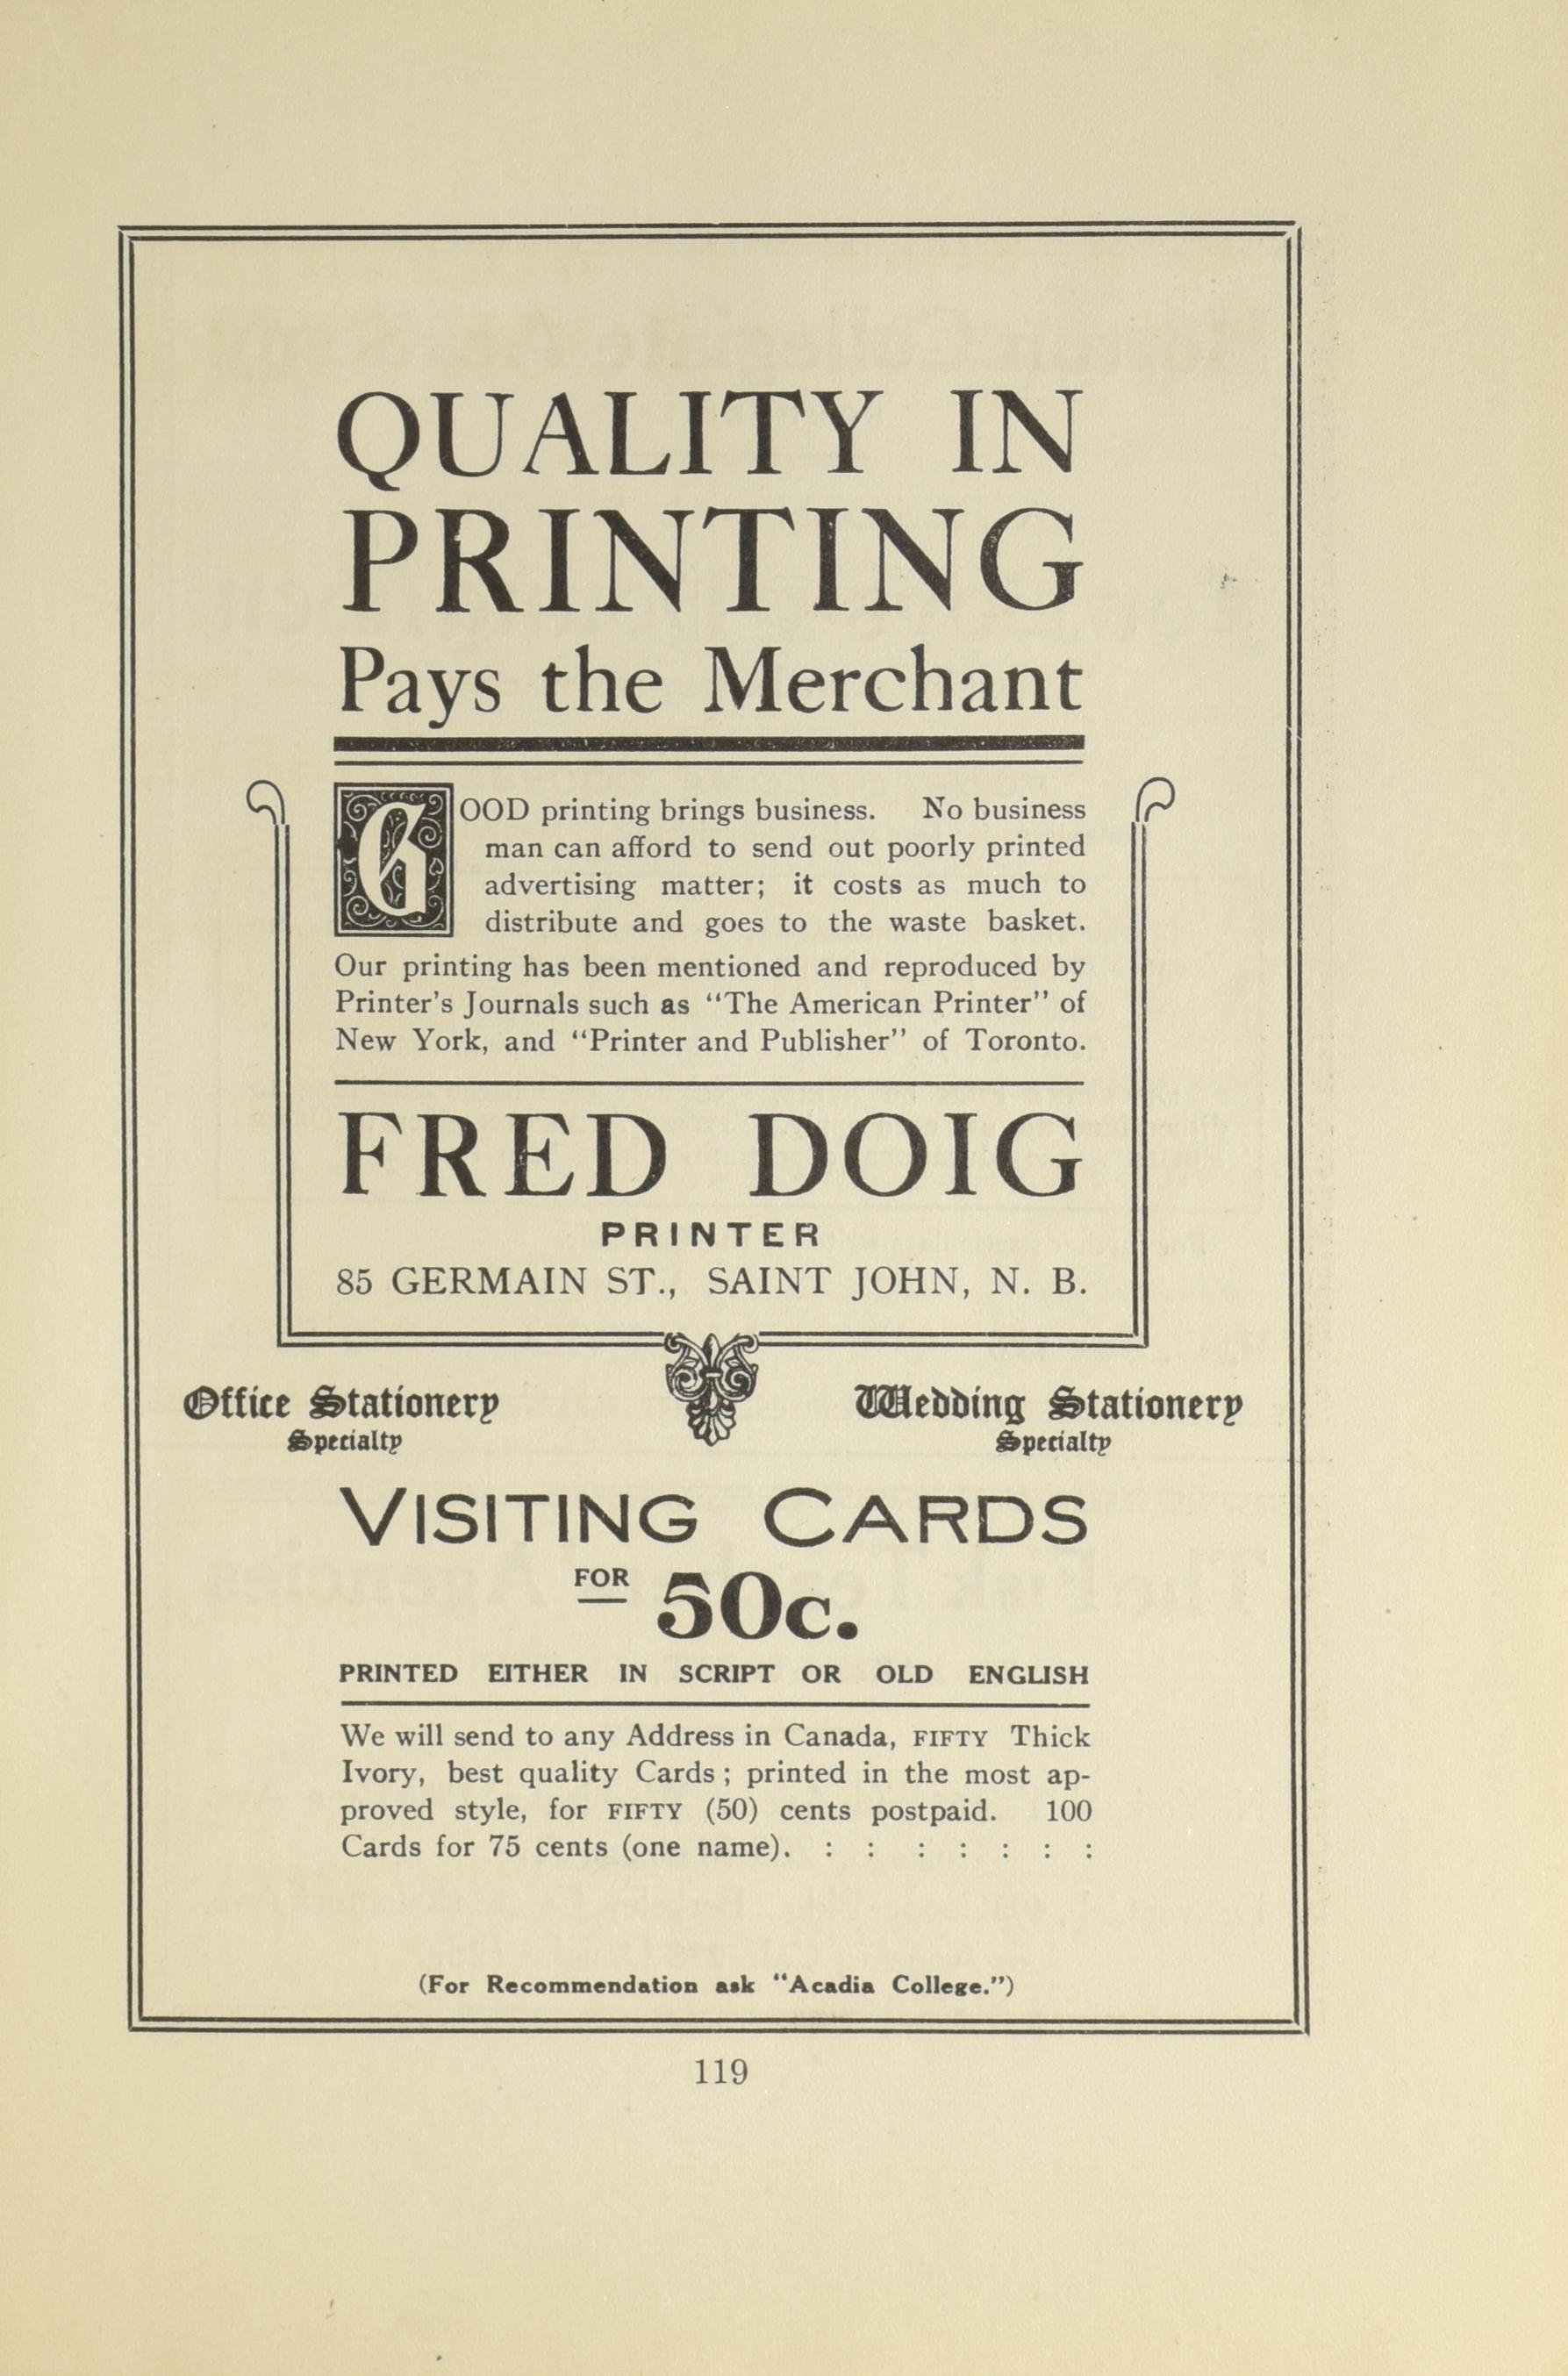 QUALITY IN
PRINTING
Pays the Merchant
GOOD printing brings business. No business
man can afford to send out poorly printed
advertising matter; it costs as much to
distribute and goes to the waste basket.
Our printing has been mentioned and reproduced by
Printer's Journals such as "The American Printer" of
New York, and "Printer and Publisher" of Toronto.
FRED DOIG
PRINTER
85 GERMAIN ST., SAINT JOHN, N. B.
Office Stationery
Specialty
Wedding Stationery
Specialty
VISITING CARDS
FOR 50c.
PRINTED EITHER IN SCRIPT OR OLD ENGLISH
We will send to any Address in Canada, FIFTY Thick
Ivory, best quality Cards; printed in the most ap-
proved style, for FIFTY (50) cents postpaid. 100
Cards for 75 cents (one name). : : : : : : :
(For Recommendation ask "Acadia College.")
119